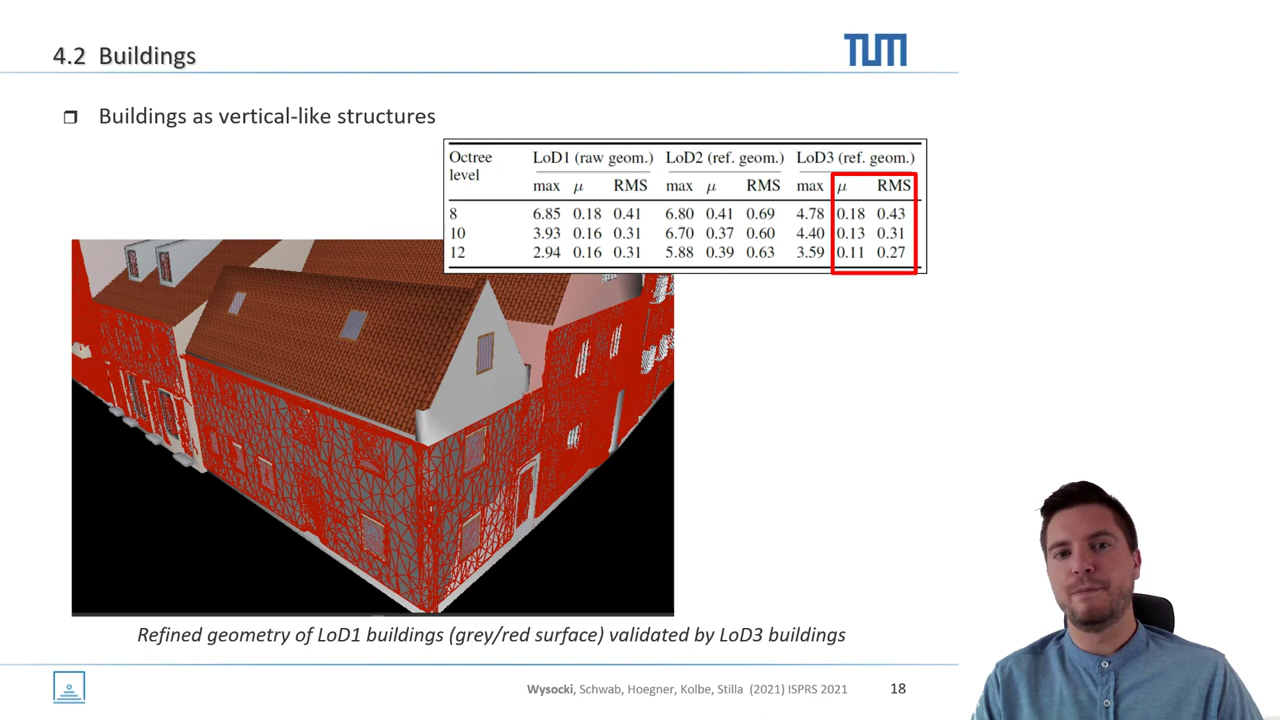 4.2 Buildings
TUM
Buildings as vertical-like structures
Octree level LoD1 (raw geom.) LoD2 (ref. geom.) LoD3 (ref. geom.)
max μ RMS max μ RMS max μ RMS
8 6.85 0.18 0.41 6.80 0.41 0.69 4.78 0.18 0.43
10 3.93 0.16 0.31 6.70 0.37 0.60 4.40 0.13 0.31
12 2.94 0.16 0.31 5.88 0.39 0.63 3.59 0.11 0.27
Refined geometry of LoD1 buildings (grey/red surface) validated by LoD3 buildings
Wysocki, Schwab, Hoegner, Kolbe, Stilla (2021) ISPRS 2021 18